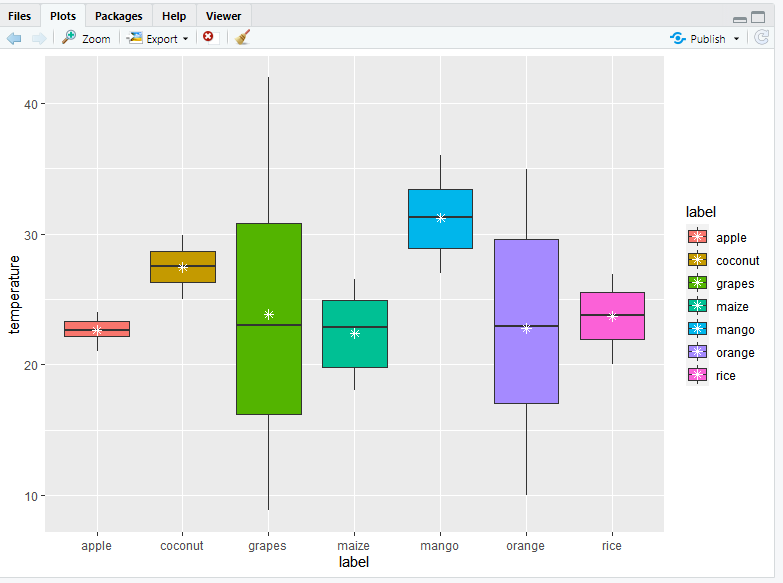 Files Plots Packages Help Viewer
Zoom Export Publish
40
30
20
10
temperature
apple coconut grapes maize mango orange rice
label
label
apple
coconut
grapes
maize
mango
orange
rice